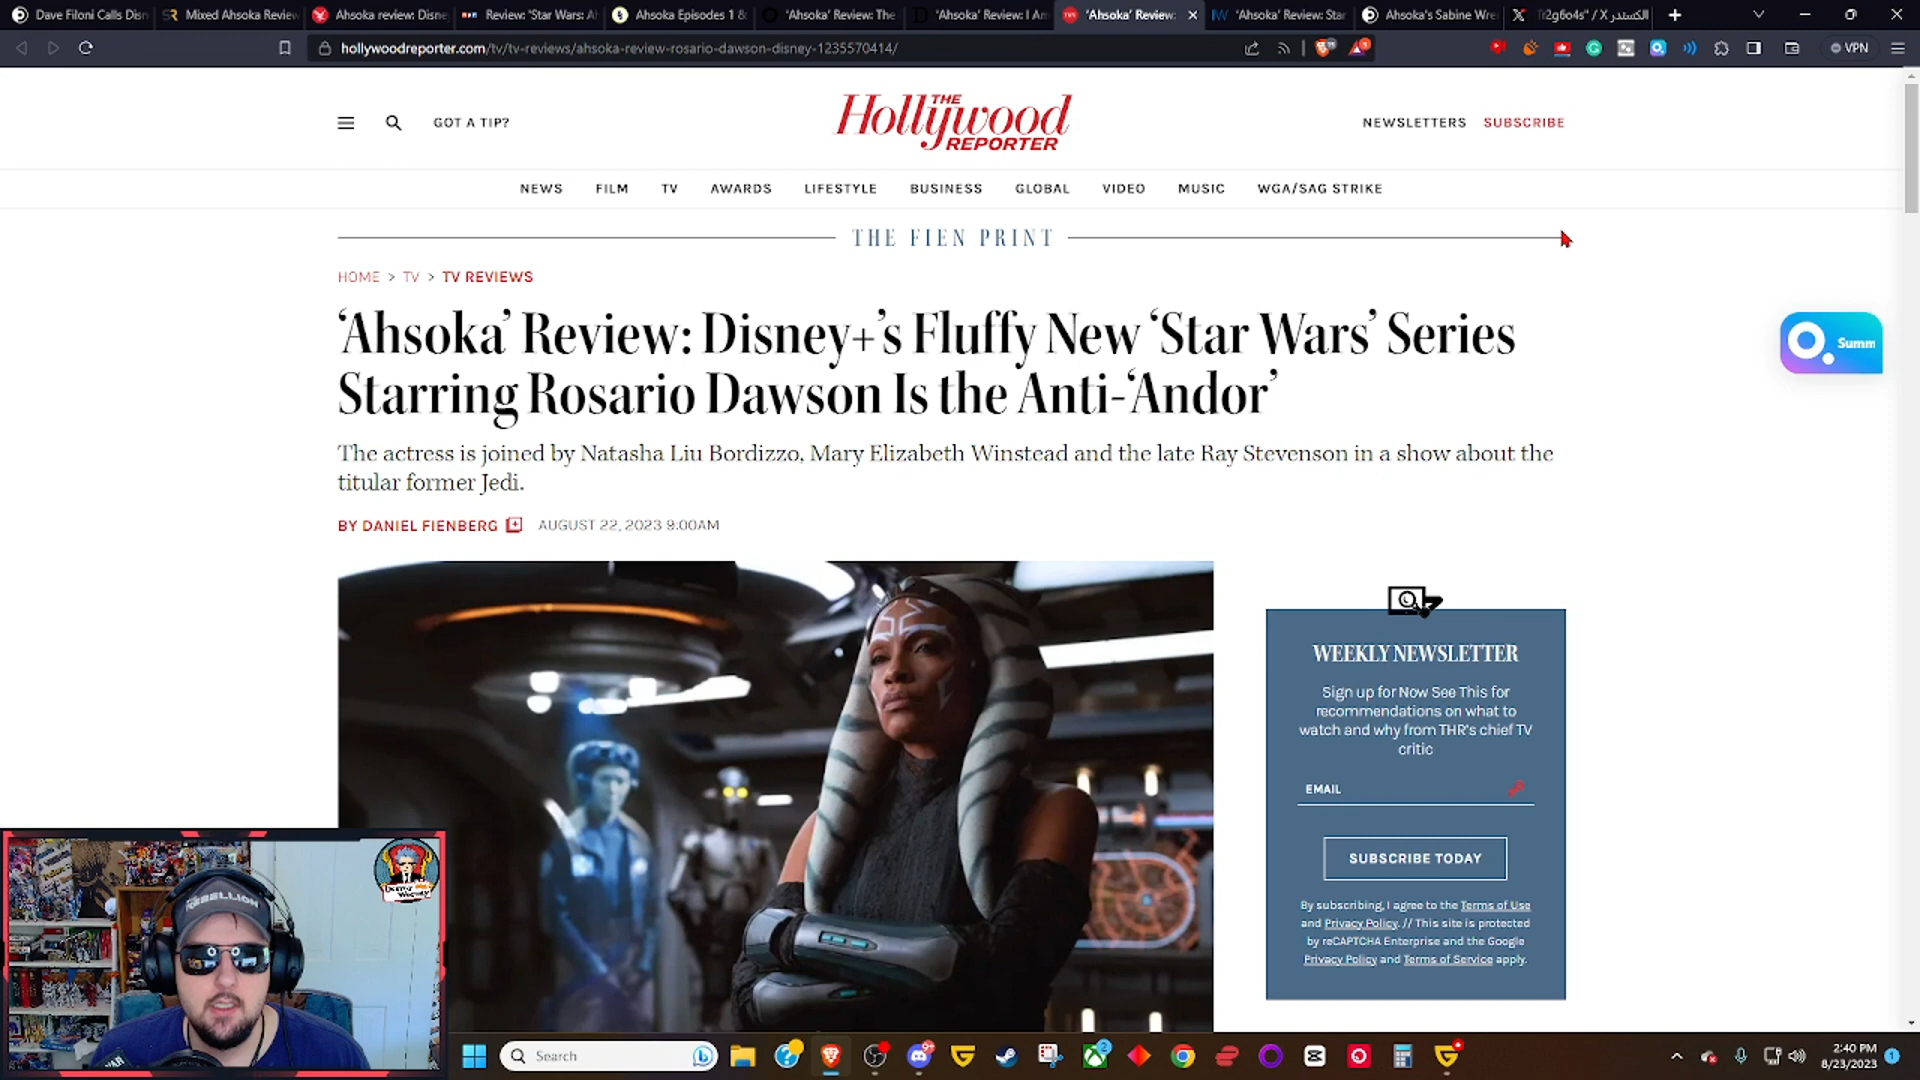 Dave Filoni Calls Disn
Mixed Ahsoka Review
Ahsoka review: Disne
Review: "Star Wars: A
Ahsoka Episodes 1 &
'Ahsoka' Review: The
'Ahsoka' Review: I Am
'Ahsoka' Review:
'Ahsoka' Review: Star
Ahsoka's Sabine Wre
الكسندر X / "Tr2g6o4s
hollywoodreporter.com/tv/tv-reviews/ahsoka-review-rosario-dawson-disney-1235570414/
VPN
GOT A TIP?
THE Hollywood REPORTER
NEWSLETTERS SUBSCRIBE
NEWS FILM TV AWARDS LIFESTYLE BUSINESS GLOBAL VIDEO MUSIC WGA/SAG STRIKE
THE FIEN PRINT
HOME > TV > TV REVIEWS
'Ahsoka' Review: Disney+'s Fluffy New 'Star Wars' Series
Starring Rosario Dawson Is the Anti-'Andor'
Summ
The actress is joined by Natasha Liu Bordizzo, Mary Elizabeth Winstead and the late Ray Stevenson in a show about the
titular former Jedi.
BY DANIEL FIENBERG AUGUST 22, 2023 9:00AM
WEEKLY NEWSLETTER
Sign up for Now See This for
recommendations on what to
watch and why from THR's chief TV
critic
EMAIL
SUBSCRIBE TODAY
By subscribing, I agree to the Terms of Use
and Privacy Policy. // This site is protected
by reCAPTCHA Enterprise and the Google
Privacy Policy and Terms of Service apply.
REBELLION
Search
2:40 PM
8/23/2023